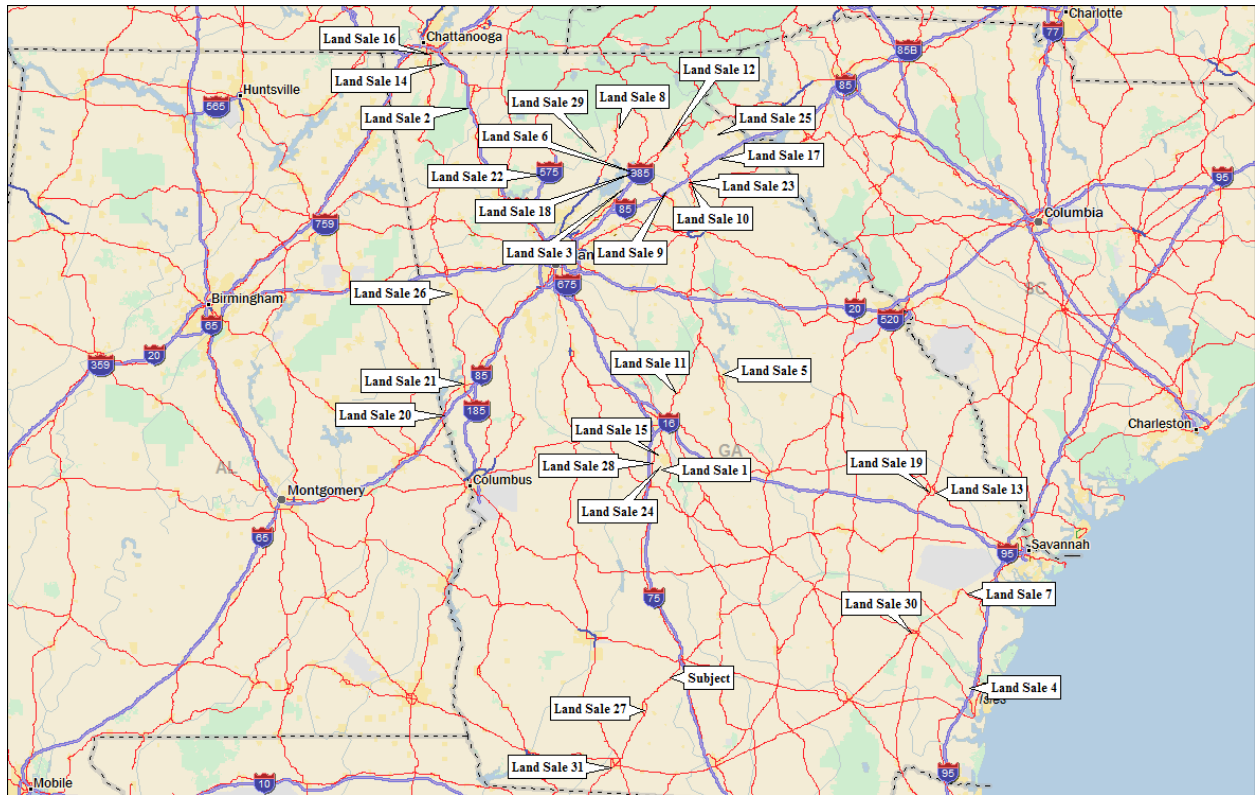 Charlotte
77
Land Sale 16
Chattanooga
85B
Land Sale 14
Land Sale 12
Huntsville
85
Land Sale 29
Land Sale 8
565
Land Sale 2
Land Sale 25
Land Sale 6
Land Sale 17
Land Sale 22
575
985
95
Land Sale 23
Land Sale 18
85
Land Sale 10
Columbia
759
Land Sale 3
Land Sale 9
675
SC
Land Sale 26
Birmingham
20
65
520
20
359
Land Sale 11
Land Sale 5
Land Sale 21
85
Land Sale 20
185
16
Charleston
Land Sale 15
GA
Land Sale 19
AL
Land Sale 28
Land Sale 1
Columbus
Montgomery
Land Sale 13
Land Sale 24
65
Savannah
95
75
Land Sale 7
Land Sale 30
Subject
Land Sale 4
Land Sale 27
Land Sale 31
95
Mobile
10